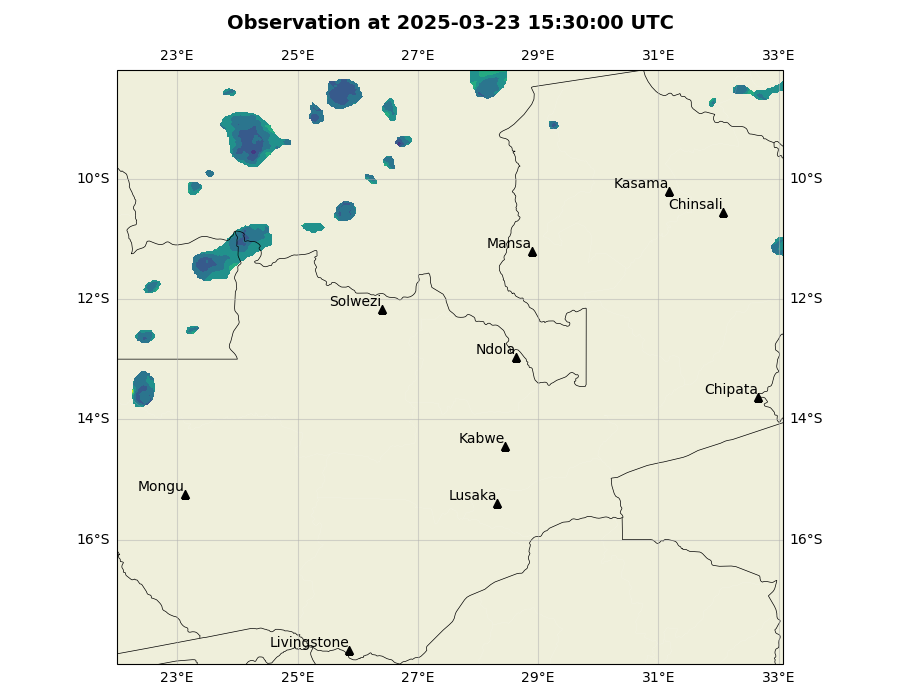 Observation at 2025-03-23 15:30:00 UTC
23°E 25°E 27°E 29°E 31°E 33°E
10°S 10°S
Kasama
Chinsali
Mansa
12°S 12°S
Solwezi
Ndola
Chipata
14°S 14°S
Kabwe
Mongu
Lusaka
16°S 16°S
Livingstone
23°E 25°E 27°E 29°E 31°E 33°E